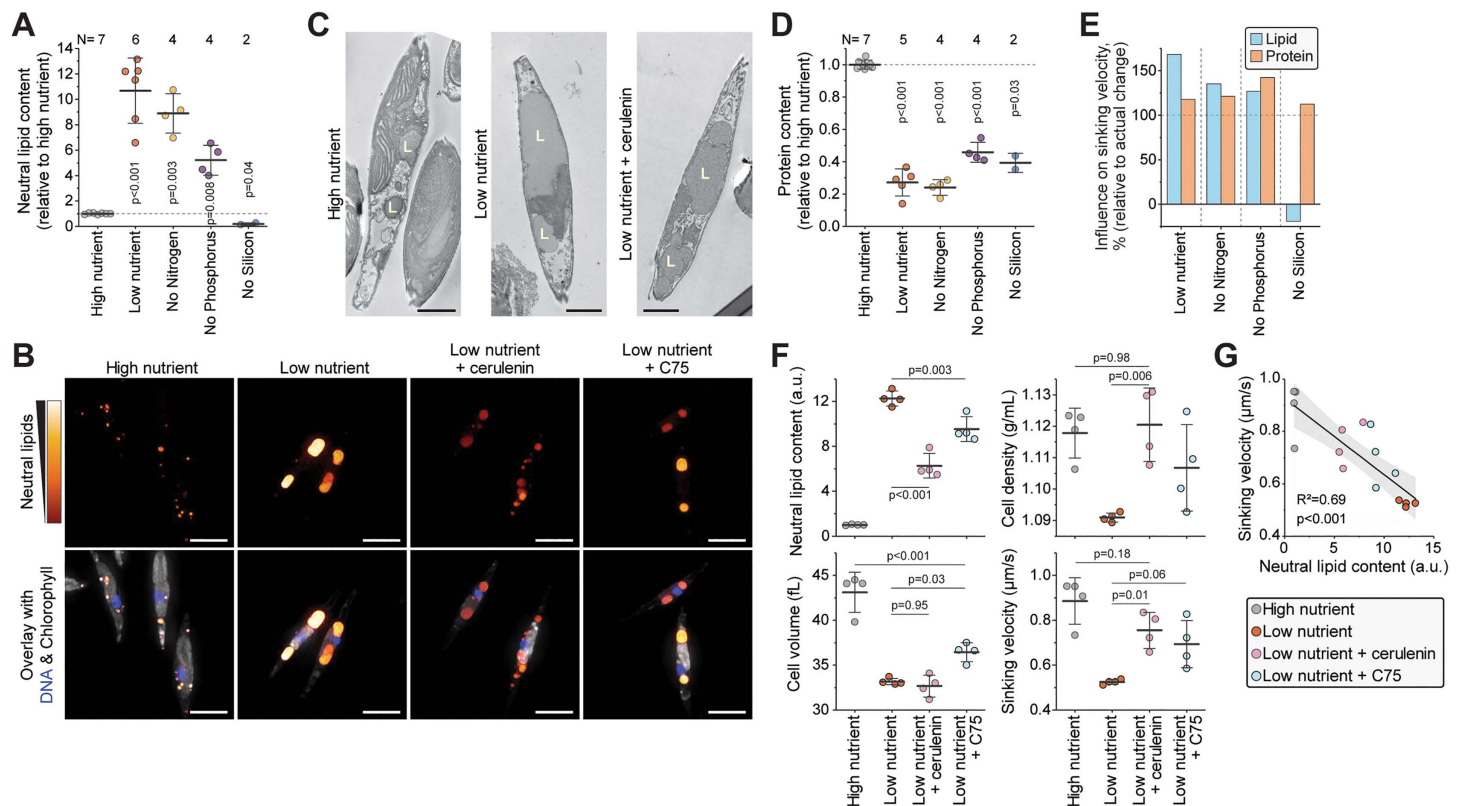 A
Neutral lipid content
(relative to high nutrient)
N= 7 6 4 4 2
14
12
10
8
6
4
2
0
p<0.001
p=0.003
p=0.008
p=0.04
High nutrient
Low nutrient
No Nitrogen
No Phosphorus
No Silicon
C
High nutrient
L
L
Low nutrient
L
L
Low nutrient + cerulenin
L
L
D
Protein content
(relative to high nutrient)
N= 7 5 4 4 2
1.0
0.8
0.6
0.4
0.2
0.0
p<0.001
p<0.001
p<0.001
p=0.03
High nutrient
Low nutrient
No Nitrogen
No Phosphorus
No Silicon
E
Influence on sinking velocity,
% (relative to actual change)
Lipid
Protein
150
100
50
0
Low nutrient
No Nitrogen
No Phosphorus
No Silicon
B
High nutrient
Low nutrient
Low nutrient
+ cerulenin
Low nutrient
+ C75
Neutral lipids
Overlay with
DNA & Chlorophyll
F
Neutral lipid content (a.u.)
12
8
4
0
p=0.003
p<0.001
Cell density (g/mL)
1.13
1.12
1.11
1.10
1.09
p=0.98
p=0.006
Cell volume (fL)
45
42
39
36
33
30
p<0.001
p=0.03
p=0.95
High nutrient
Low nutrient
Low nutrient
+ cerulenin
Low nutrient
+ C75
Sinking velocity (µm/s)
1.0
0.8
0.6
0.4
p=0.18
p=0.06
p=0.01
High nutrient
Low nutrient
Low nutrient
+ cerulenin
Low nutrient
+ C75
G
Sinking velocity (µm/s)
1.0
0.8
0.6
0.4
R²=0.69
p<0.001
0 5 10 15
Neutral lipid content (a.u.)
High nutrient
Low nutrient
Low nutrient + cerulenin
Low nutrient + C75